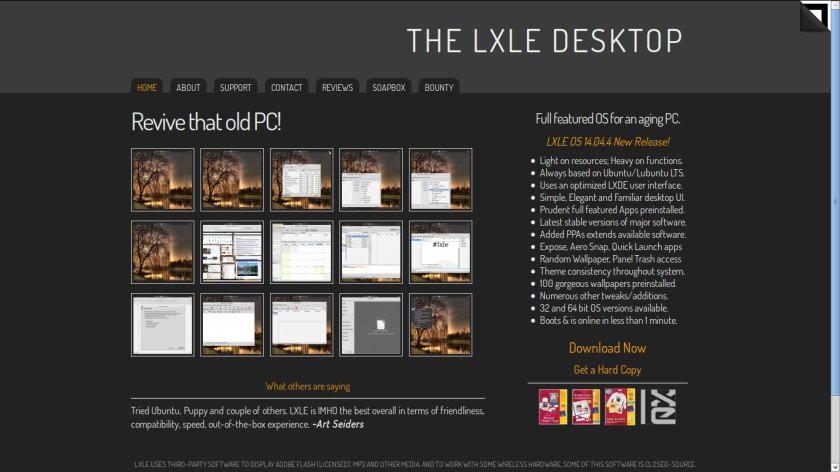 THE LXLE DESKTOP
HOME ABOUT SUPPORT CONTACT REVIEWS SOAPBOX BOUNTY
Revive that old PC!
#lxle
What others are saying
Tried Ubuntu, Puppy and couple of others. LXLE is IMHO the best overall in terms of friendliness,
compatibility, speed, out-of-the-box experience. ~Art Seiders
Full featured OS for an aging PC.
LXLE OS 14.04.4 New Release!
Light on resources; Heavy on functions.
Always based on Ubuntu/Lubuntu LTS.
Uses an optimized LXDE user interface.
Simple, Elegant and Familiar desktop UI.
Prudent full featured Apps preinstalled.
Latest stable versions of major software.
Added PPAs extends available software.
Expose, Aero Snap, Quick Launch apps
Random Wallpaper, Panel Trash access
Theme consistency throughout system.
100 gorgeous wallpapers preinstalled.
Numerous other tweaks/additions.
32 and 64 bit OS versions available.
Boots & is online in less than 1 minute.
Download Now
Get a Hard Copy
LXLE USES THIRD-PARTY SOFTWARE TO DISPLAY ADOBE FLASH (LICENSED), MP3 AND OTHER MEDIA, AND TO WORK WITH SOME WIRELESS HARDWARE. SOME OF THIS SOFTWARE IS CLOSED-SOURCE.